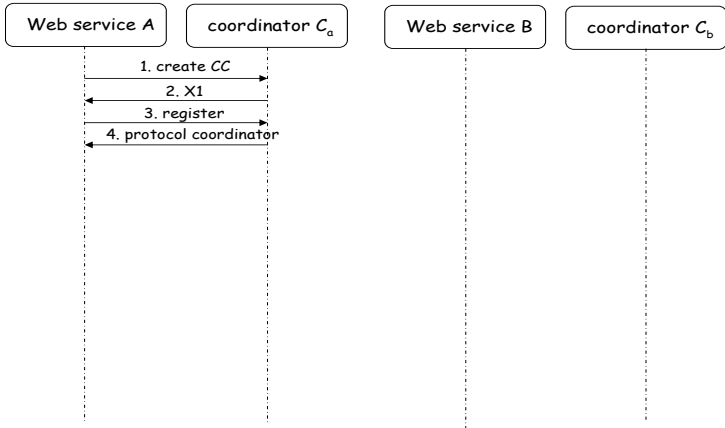 Web service A
coordinator Ca
Web service B
coordinator Cb
1. create CC
2. X1
3. register
4. protocol coordinator